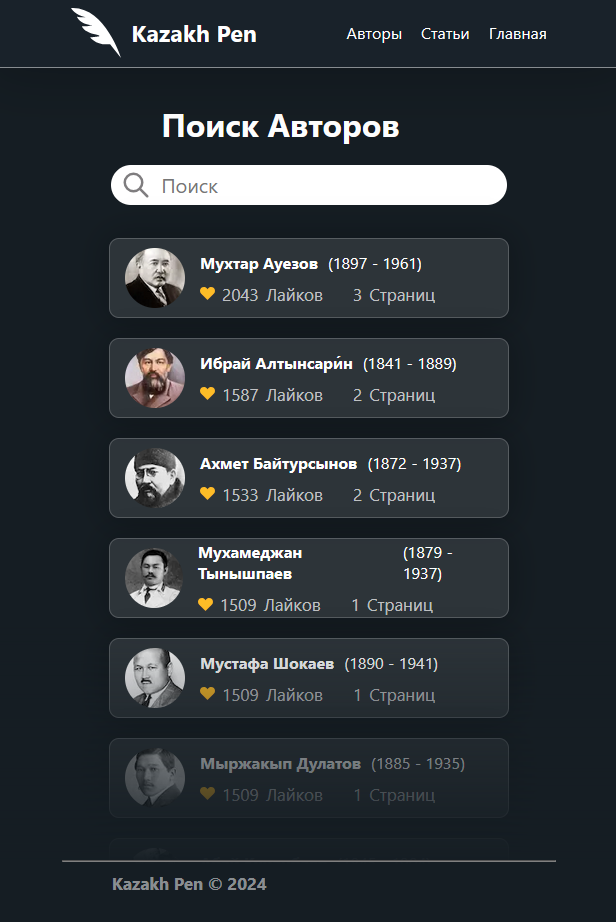 Kazakh Pen
Авторы Статьи Главная
Поиск Авторов
Поиск
Мухтар Ауезов (1897 - 1961)
2043 Лайков 3 Страниц
Ибрай Алтынсари́н (1841 - 1889)
1587 Лайков 2 Страниц
Ахмет Байтурсынов (1872 - 1937)
1533 Лайков 2 Страниц
Мухамеджан (1879 -
Тынышпаев 1937)
1509 Лайков 1 Страниц
Мустафа Шокаев (1890 - 1941)
1509 Лайков 1 Страниц
Мыржакып Дулатов (1885 - 1935)
1509 Лайков 1 Страниц
Kazakh Pen © 2024